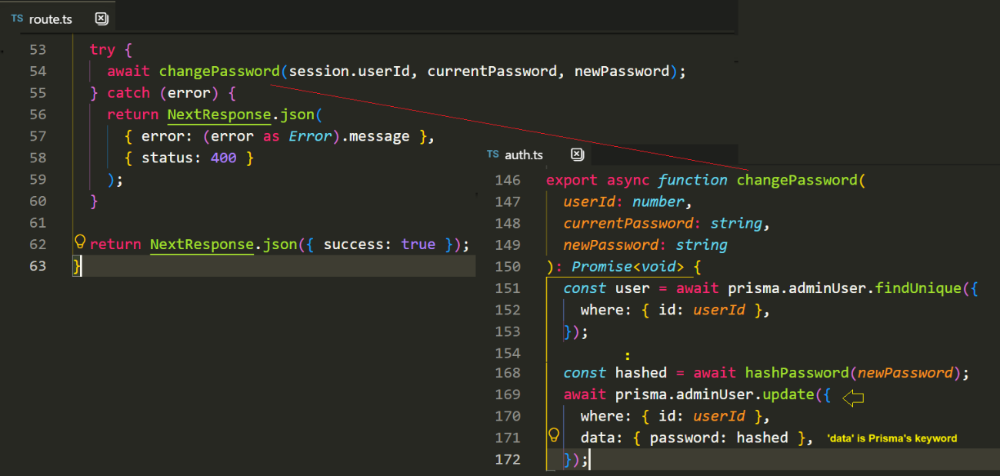 TS route.ts
53 try {
54 await changePassword(session.userId, currentPassword, newPassword);
55 } catch (error) {
56 return NextResponse.json(
57 { error: (error as Error).message },
58 { status: 400 }
59 );
60 }
61
62 return NextResponse.json({ success: true });
63 }
TS auth.ts
146 export async function changePassword(
147 userId: number,
148 currentPassword: string,
149 newPassword: string
150 ): Promise<void> {
151 const user = await prisma.adminUser.findUnique({
152 where: { id: userId },
153 });
154 :
168 const hashed = await hashPassword(newPassword);
169 await prisma.adminUser.update({
170 where: { id: userId },
171 data: { password: hashed }, 'data' is Prisma's keyword
172 });